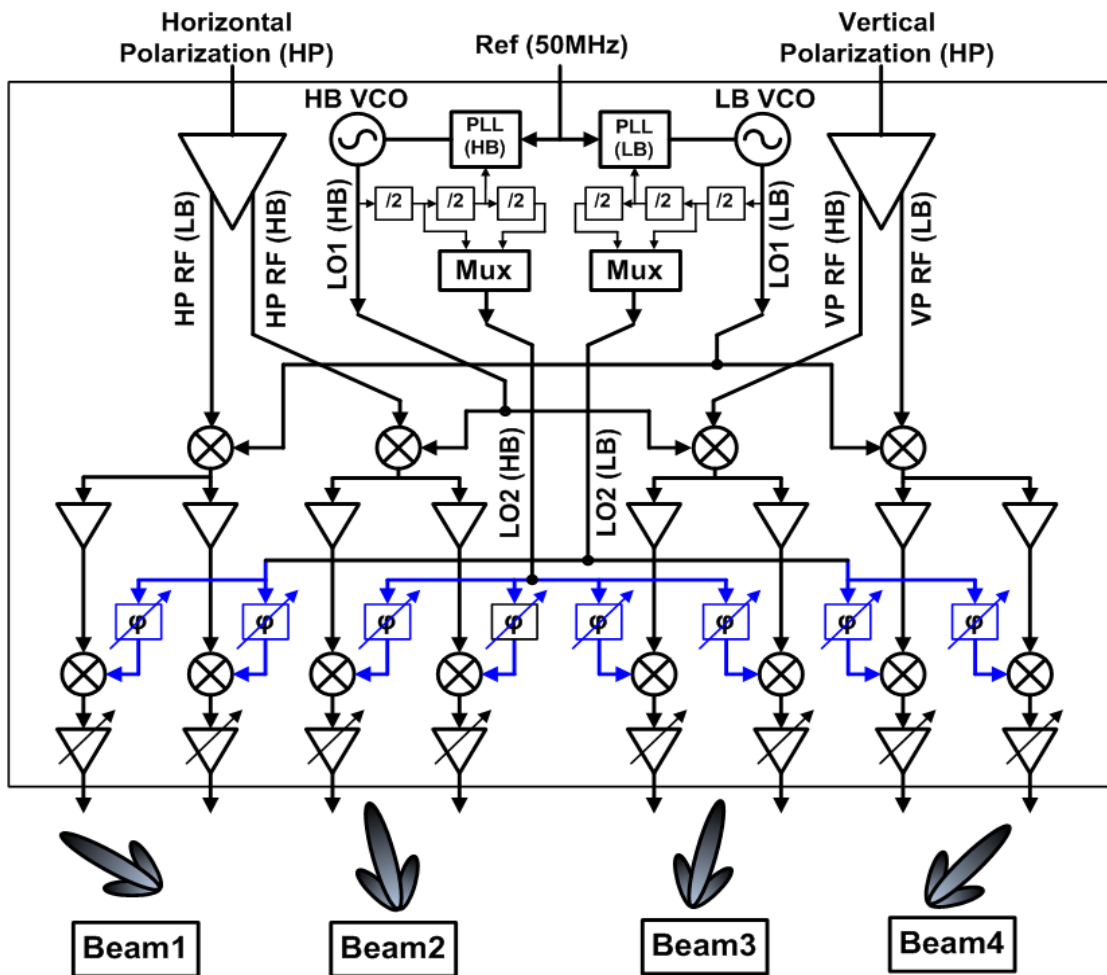 Horizontal
Polarization (HP)
Ref (50MHz)
Vertical
Polarization (HP)
HB VCO
LB VCO
PLL
(HB)
PLL
(LB)
/2
/2
/2
/2
/2
/2
Mux
Mux
HP RF (LB)
HP RF (HB)
LO1 (HB)
LO1 (LB)
VP RF (HB)
VP RF (LB)
LO2 (HB)
LO2 (LB)
φ
φ
φ
φ
φ
φ
φ
φ
Beam1
Beam2
Beam3
Beam4